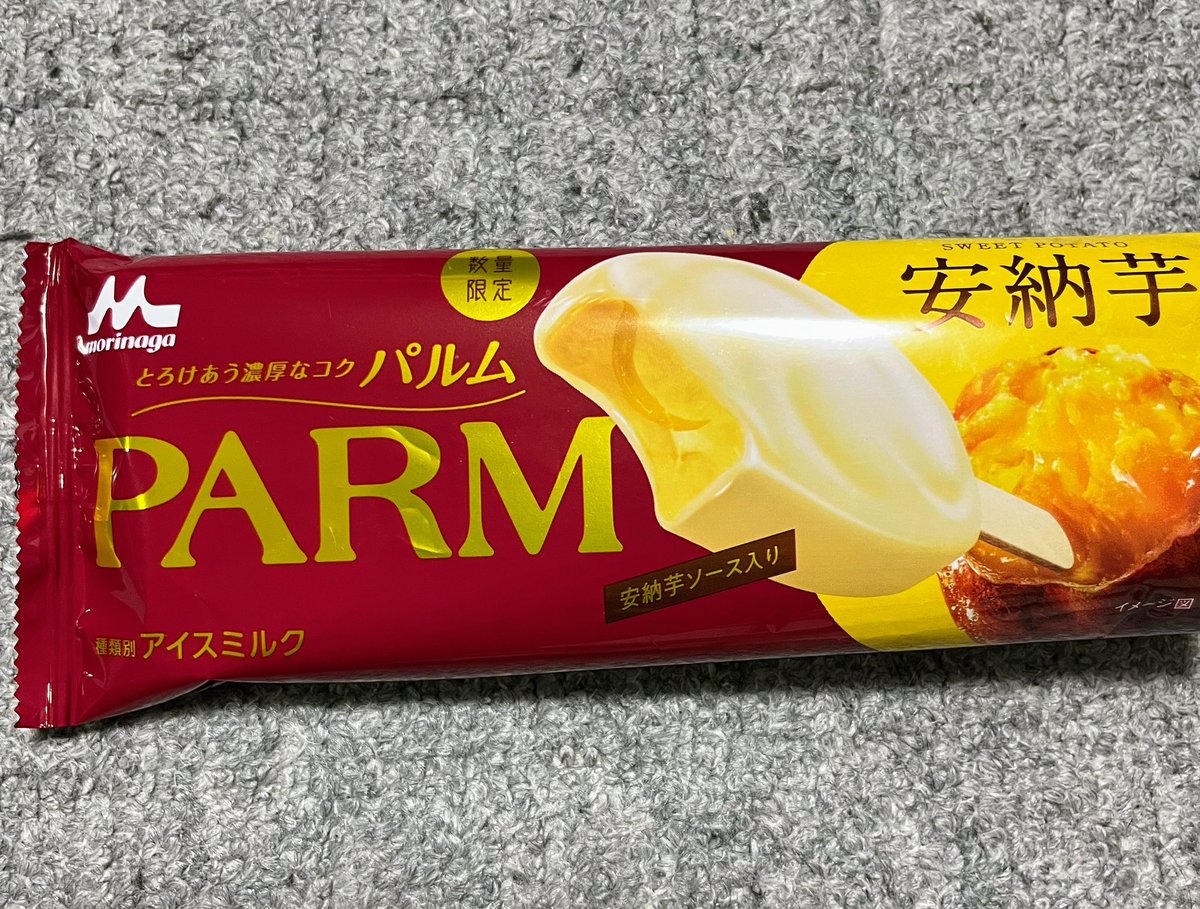 morinaga
数量
限定
とろけあう濃厚なコク パルム
PARM
種類別 アイスミルク
安納芋ソース入り
SWEET POTATO
安納芋
イメージ図